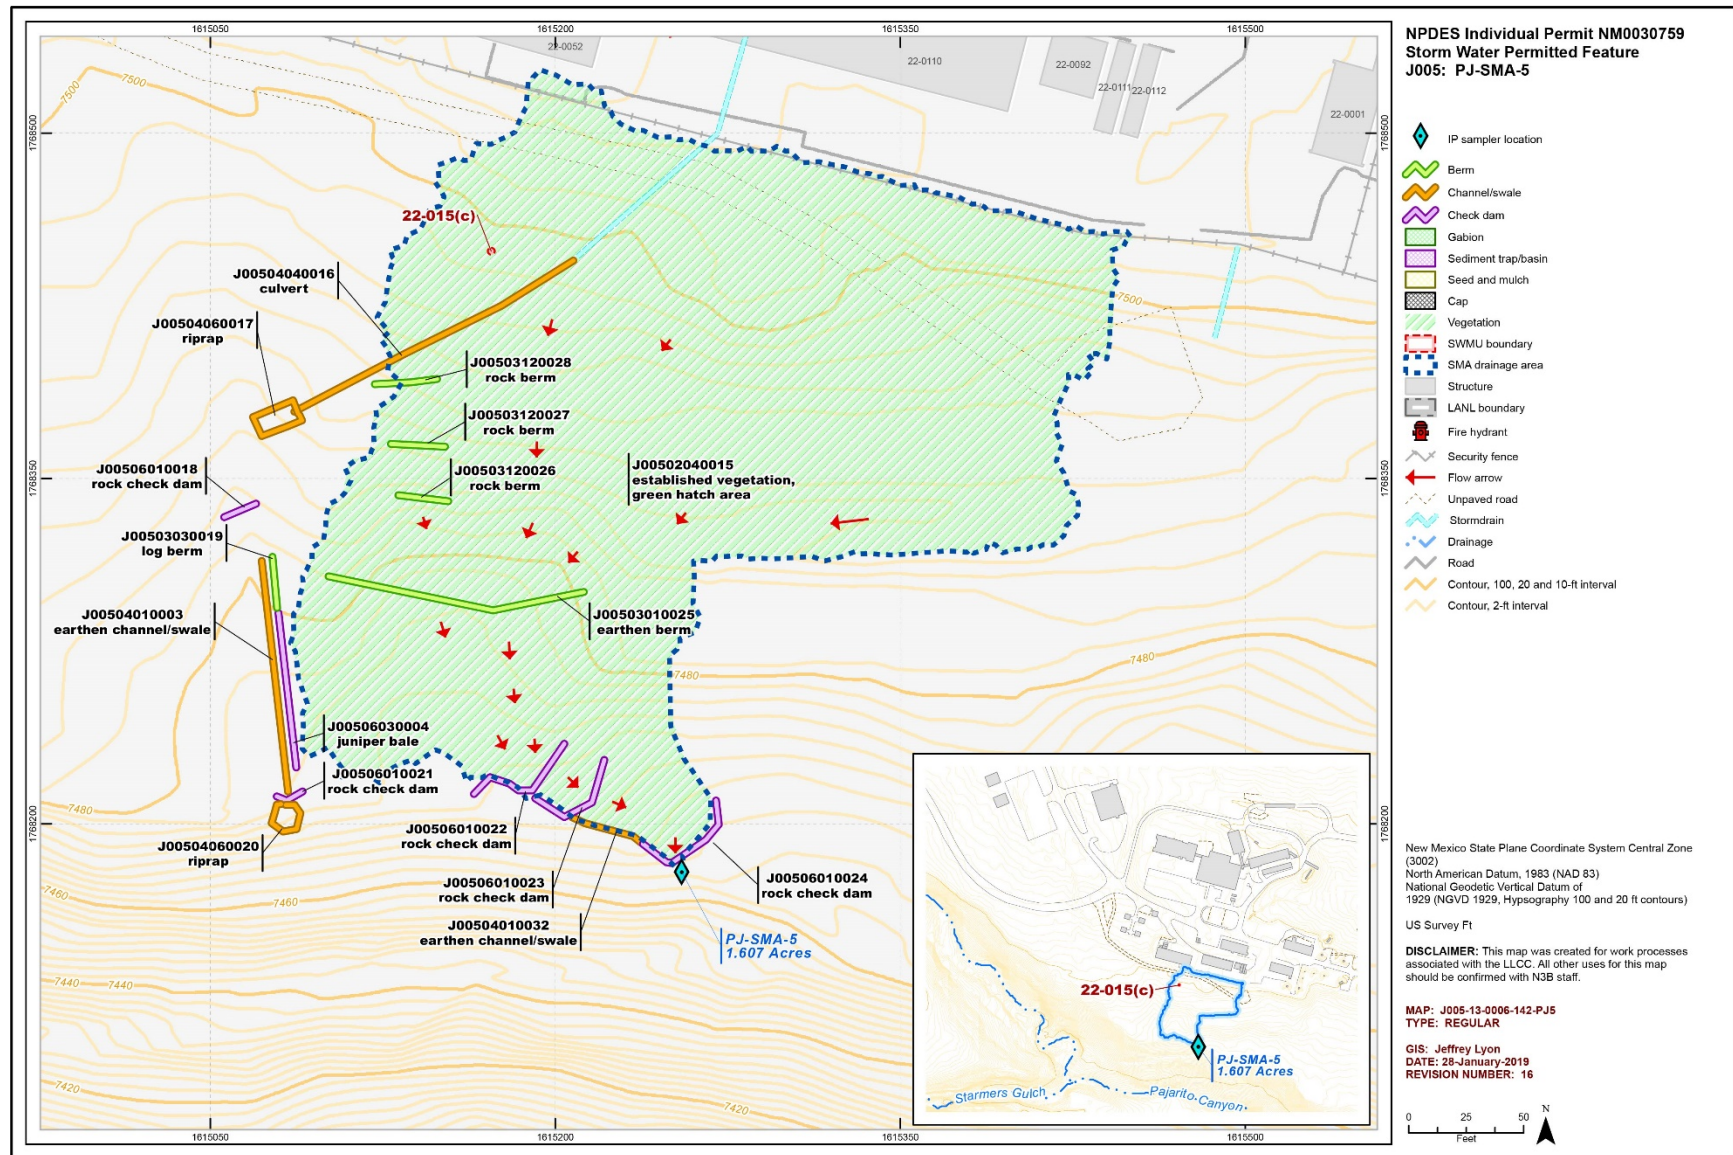 1615050
1615200
1615350
1615500
22-0052
22-0110
22-0092
22-0111
22-0112
22-0001
7500
7500
1768500
1768500
22-015(c)
J00504040016
culvert
7500
J00504060017
riprap
J00503120028
rock berm
J00503120027
rock berm
J00506010018
rock check dam
J00503120026
rock berm
J00502040015
established vegetation,
green hatch area
1768350
1768350
J00503030019
log berm
J00504010003
earthen channel/swale
J00503010025
earthen berm
7480
7480
J00506030004
juniper bale
J00506010021
rock check dam
7480
1768200
1768200
J00504060020
riprap
J00506010022
rock check dam
J00506010023
rock check dam
J00506010024
rock check dam
7460
J00504010032
earthen channel/swale
PJ-SMA-5
1.607 Acres
7440
7440
7420
7420
1615050
1615200
1615350
1615500
22-015(c)
PJ-SMA-5
1.607 Acres
Starmers Gulch
Pajarito Canyon
NPDES Individual Permit NM0030759
Storm Water Permitted Feature
J005: PJ-SMA-5
IP sampler location
Berm
Channel/swale
Check dam
Gabion
Sediment trap/basin
Seed and mulch
Cap
Vegetation
SWMU boundary
SMA drainage area
Structure
LANL boundary
Fire hydrant
Security fence
Flow arrow
Unpaved road
Stormdrain
Drainage
Road
Contour, 100, 20 and 10-ft interval
Contour, 2-ft interval
New Mexico State Plane Coordinate System Central Zone
(3002)
North American Datum, 1983 (NAD 83)
National Geodetic Vertical Datum of
1929 (NGVD 1929, Hypsography 100 and 20 ft contours)
US Survey Ft
DISCLAIMER: This map was created for work processes
associated with the LLCC. All other uses for this map
should be confirmed with N3B staff.
MAP: J005-13-0006-142-PJ5
TYPE: REGULAR
GIS: Jeffrey Lyon
DATE: 28-January-2019
REVISION NUMBER: 16
0 25 50
Feet
N